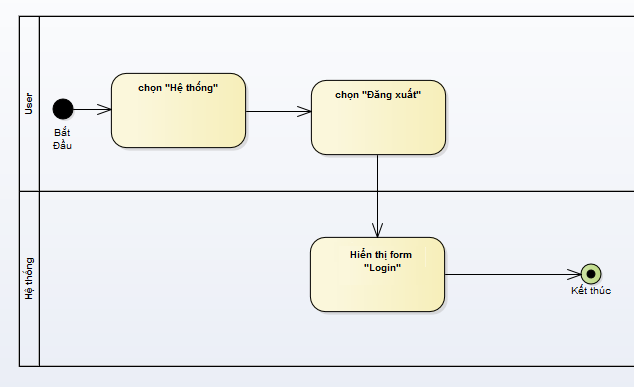 User
chọn "Hệ thống"
chọn "Đăng xuất"
Bắt
Đầu
Hệ thống
Hiển thị form
"Login"
Kết thúc